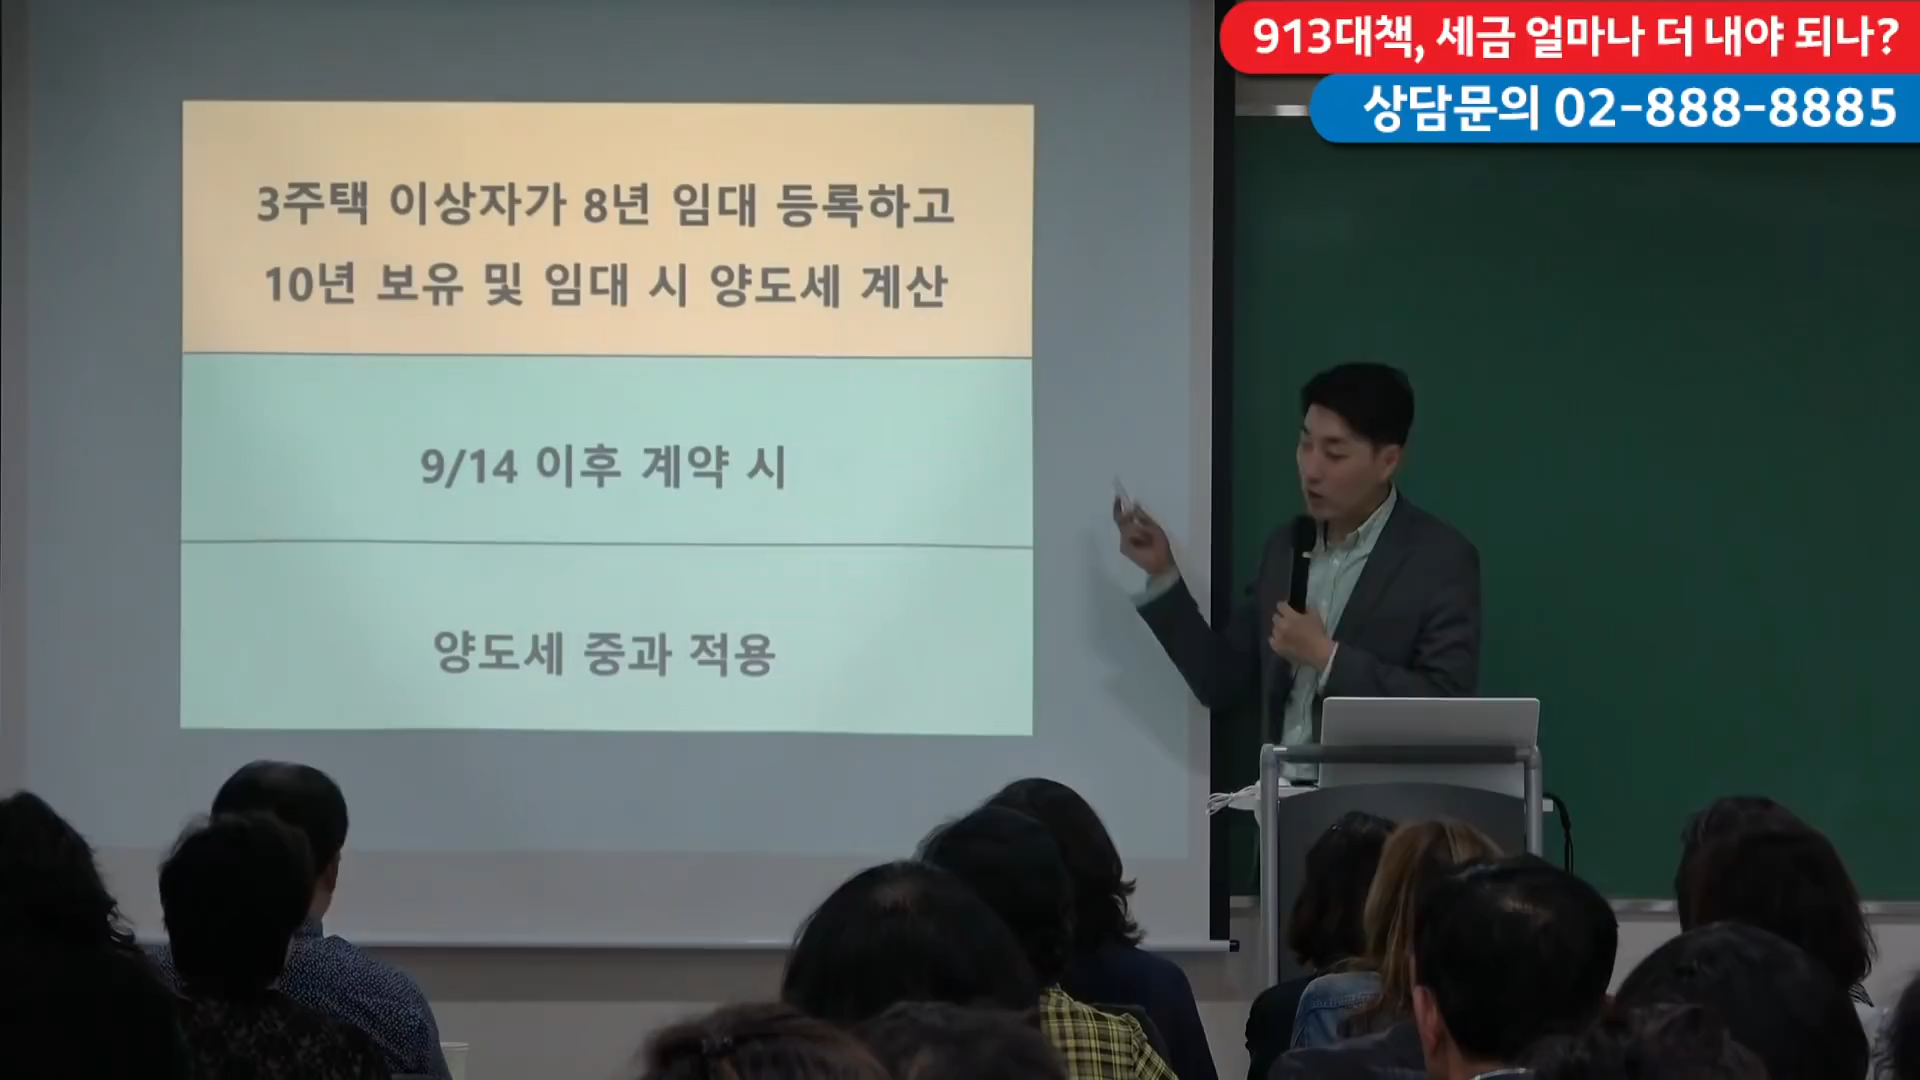 913대책, 세금 얼마나 더 내야 되나?
상담문의 02-888-8885
3주택 이상자가 8년 임대 등록하고
10년 보유 및 임대 시 양도세 계산
9/14 이후 계약 시
양도세 중과 적용